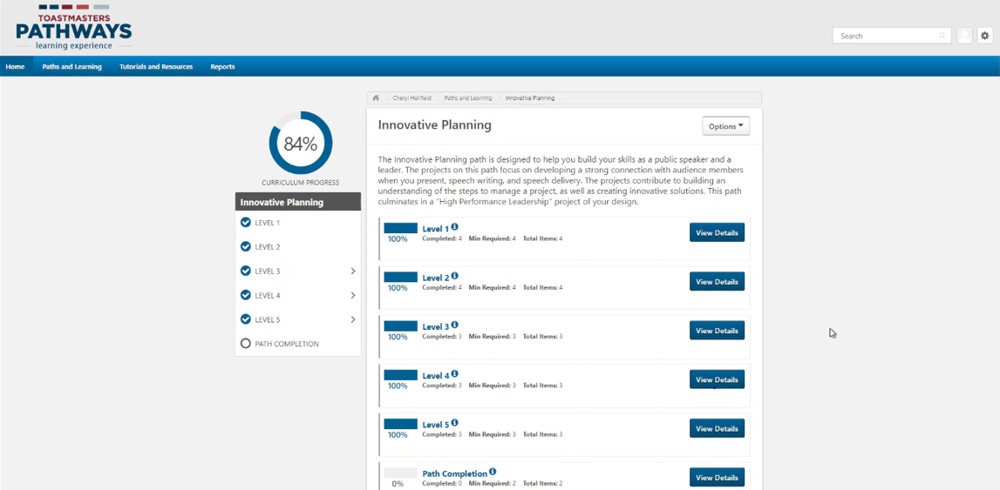 TOASTMASTERS
PATHWAYS
learning experience
Search
Home Paths and Learning Tutorials and Resources Reports
Cheryl Hollfield Paths and Learning Innovative Planning
84%
CURRICULUM PROGRESS
Innovative Planning
LEVEL 1
LEVEL 2
LEVEL 3
LEVEL 4
LEVEL 5
PATH COMPLETION
Innovative Planning
Options
The Innovative Planning path is designed to help you build your skills as a public speaker and a
leader. The projects on this path focus on developing a strong connection with audience members
when you present, speech writing, and speech delivery. The projects contribute to building an
understanding of the steps to manage a project, as well as creating innovative solutions. This path
culminates in a "High Performance Leadership" project of your design.
Level 1
100% Completed: 4 Min Required: 4 Total Items: 4
View Details
Level 2
100% Completed: 4 Min Required: 4 Total Items: 4
View Details
Level 3
100% Completed: 3 Min Required: 3 Total Items: 3
View Details
Level 4
100% Completed: 3 Min Required: 3 Total Items: 3
View Details
Level 5
100% Completed: 3 Min Required: 3 Total Items: 3
View Details
Path Completion
0% Completed: 0 Min Required: 2 Total Items: 2
View Details